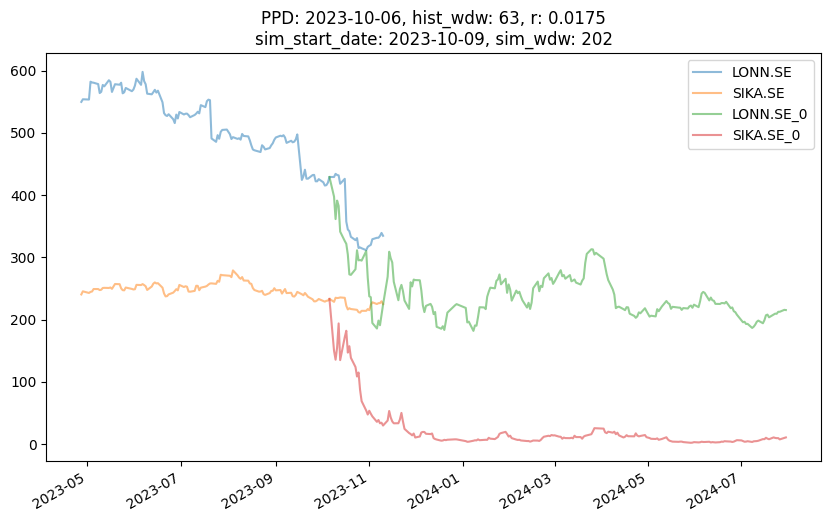 PPD: 2023-10-06, hist_wdw: 63, r: 0.0175
sim_start_date: 2023-10-09, sim_wdw: 202
LONN.SE
SIKA.SE
LONN.SE_0
SIKA.SE_0
600
500
400
300
200
100
0
2023-05
2023-07
2023-09
2023-11
2024-01
2024-03
2024-05
2024-07